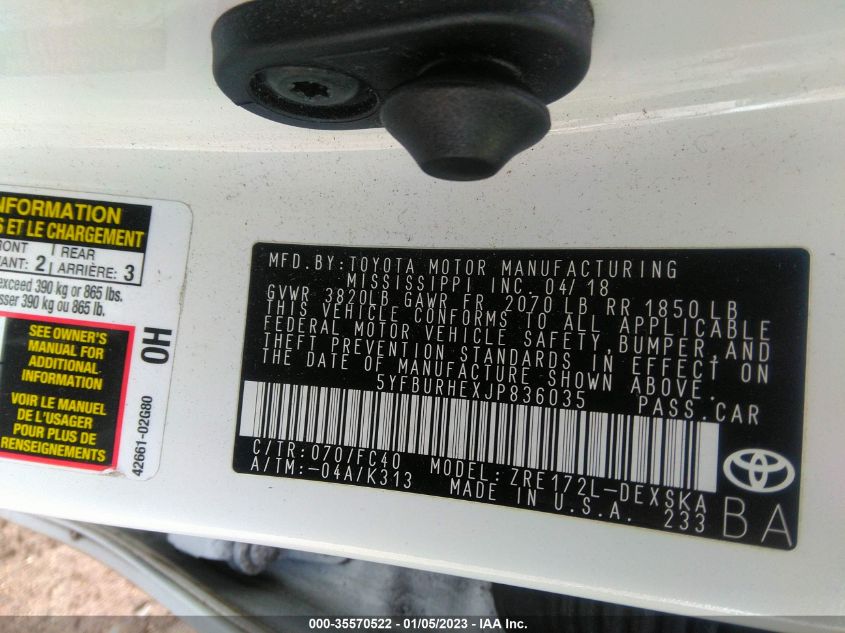 NFORMATION
S ET LE CHARGEMENT
RONT
IANT: 2
REAR
ARRIÈRE: 3
exceed 390 kg or 865 lbs.
sser 390 kg ou 865 lb.
SEE OWNER'S
MANUAL FOR
ADDITIONAL
INFORMATION
VOIR LE MANUEL
DE L'USAGER
POUR PLUS DE
RENSEIGNEMENTS
OH
42661-02G80
MFD.BY:TOYOTA MOTOR MANUFACTURING
MISSISSIPPI INC. 04/18
GVWR 3820LB GAWR FR 2070 LB RR 1850 LB
THIS VEHICLE CONFORMS TO ALL APPLICABLE
FEDERAL MOTOR VEHICLE SAFETY,BUMPER,AND
THEFT PREVENTION STANDARDS IN EFFECT ON
THE DATE OF MANUFACTURE SHOWN ABOVE.
5YFBURHEXJP836035 PASS.CAR
C/TR:070/FC40 MODEL:ZRE172L-DEXSKA
A/TM:-04A/K313 MADE IN U.S.A. 233
BA
TOYOTA
000-35570522 - 01/05/2023 - IAA Inc.